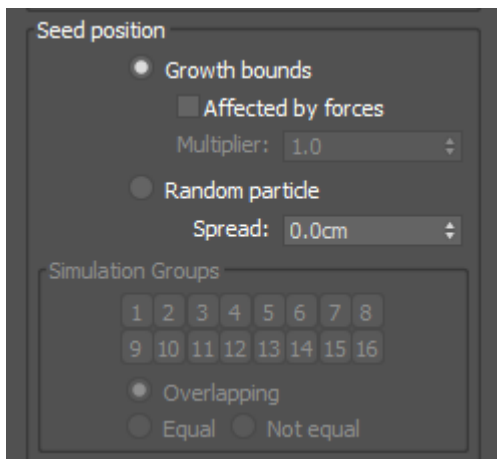 Seed position
Growth bounds
Affected by forces
Multiplier: 1.0
Random particle
Spread: 0.0cm
Simulation Groups
1 2 3 4 5 6 7 8
9 10 11 12 13 14 15 16
Overlapping
Equal Not equal